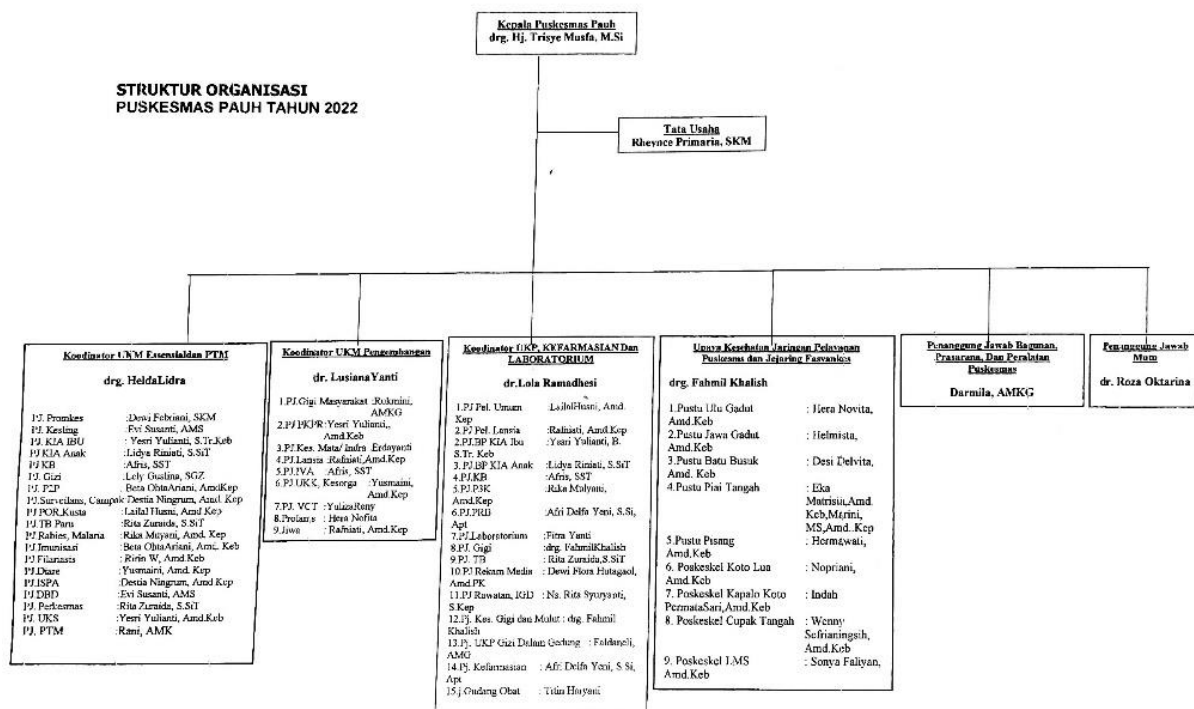 Kepala Puskesmas Pauh
drg. Hj. Trisye Musfa, M.Si
STRUKTUR ORGANISASI
PUSKESMAS PAUH TAHUN 2022
Tata Usaha
Rheynce Primaria, SKM
Koordinator UKM Essensialdan PTM
drg. HeldaLidra
PJ. Promkes :Dewi Febriani, SKM
PJ. Kesling :Evi Susanti, AMS
PJ. KIA IBU : Yesri Yulianti, S.Tr.Keb
PJ KIA Anak :Lidya Riniati, S.SiT
PJ KB :Afris, SST
PJ. Gizi :Lely Gustina, SGZ
PJ. P2P : Beta OktaAriani, AmdKep
PJ.Surveilans, Campak:Destia Ningrum, Amd. Kep
PJ POR,Kusta :Lailal Husni, Amd Kep
PJ.TB Paru :Rita Zuraida, S.SiT
PJ.Rabies, Malaria :Rika Mulyani, Amd. Kep
PJ.Imunisasi :Beta OktaAriani, Amd. Keb
PJ.Filariasis : Ririn W, Amd Keb
PJ.Diare :Yusmaini, Amd. Kep
PJ.ISPA :Destia Ningrum, Amd Kep
PJ.DBD :Evi Susanti, AMS
PJ. Perkesmas :Rita Zuraida, S.SiT
PJ. UKS :Yesri Yulianti, Amd.Keb
PJ. PTM :Rani, AMK
Koodinator UKM Pengembangan
dr. LusianaYanti
1.PJ.Gigi Masyarakat :Rukmini,
AMKG
2.PJ PKPR:Yesri Yulianti,,
Amd.Keb
3.PJ.Kes. Mata/ Indra :Erdayanti
4.PJ.Lansia :Rafniati,Amd.Kep
5.PJ.IVA :Afris, SST
6.PJ UKK, Kesorga :Yusmaini,
Amd.Kep
7.PJ. VCT :YulizaReny
8.Prolanis : Hera Nofita
9.Jiwa : Rafniati, Amd.Kep
Koordinator UKP, KEFARMASIAN Dan
LABORATORIUM
dr.Lola Ramadhesi
1.PJ Pel. Umum :LailalHusni, Amd.
Kep
2.PJ Pel. Lansia :Rafniati, Amd.Kep
2.PJ.BP KIA Ibu :Yesri Yulianti, B.
S.Tr. Keb
3.PJ.BP KIA Anak :Lidya Riniati, S.SiT
4.PJ.KB :Afris, SST
5.PJ.P3K :Rika Mulyani,
Amd.Kep
6.PJ.PRB :Afri Delfa Yeni, S.Si,
Apt
7.PJ.Laboratorium :Fitra Yanti
8.PJ. Gigi :drg. FahmilKhalish
9.PJ. TB : Rita Zuraida,S.SiT
10.PJ Rekam Media : Dewi Flora Hutagaol,
Amd.PK
11.PJ Rawatan, IGD : Ns. Rita Syuryanti,
S.Kep
12.Pj. Kes. Gigi dan Mulut : drg. Fahmil
Khalish
13.Pj. UKP Gizi Dalam Gedung : Faldaneli,
AMG
14.Pj. Kefarmasian : Afri Delfa Yeni, S.Si,
Apt
15.j Gudang Obat : Titin Haryani
Upaya Kesehatan Jaringan Pelayanan
Puskesms dan Jejaring Fasyankes
drg. Fahmil Khalish
1.Pustu Ulu Gadut : Hera Novita,
Amd.Keb
2.Pustu Jawa Gadut : Helmista,
Amd.Keb
3.Pustu Batu Busuk : Desi Delvita,
Amd. Keb
4.Pustu Piai Tangah : Eka
Matrisia,Amd.
Keb,Marini,
MS,Amd..Kep
5.Pustu Pisang : Hermawati,
Amd.Keb
6. Poskeskel Koto Lua : Nopriani,
Amd.Keb
7. Poskeskel Kapalo Koto : Indah
PermataSari,Amd.Keb
8. Poskeskel Cupak Tangah : Wenny
Sefrianingsih,
Amd.Keb
9. Poskeskel LMS : Sonya Faliyan,
Amd.Keb
Penanggung Jawab Bagunan,
Prasarana, Dan Peralatan
Puskesmas
Darmila, AMKG
Penanggung Jawab
Mutu
dr. Roza Oktarina